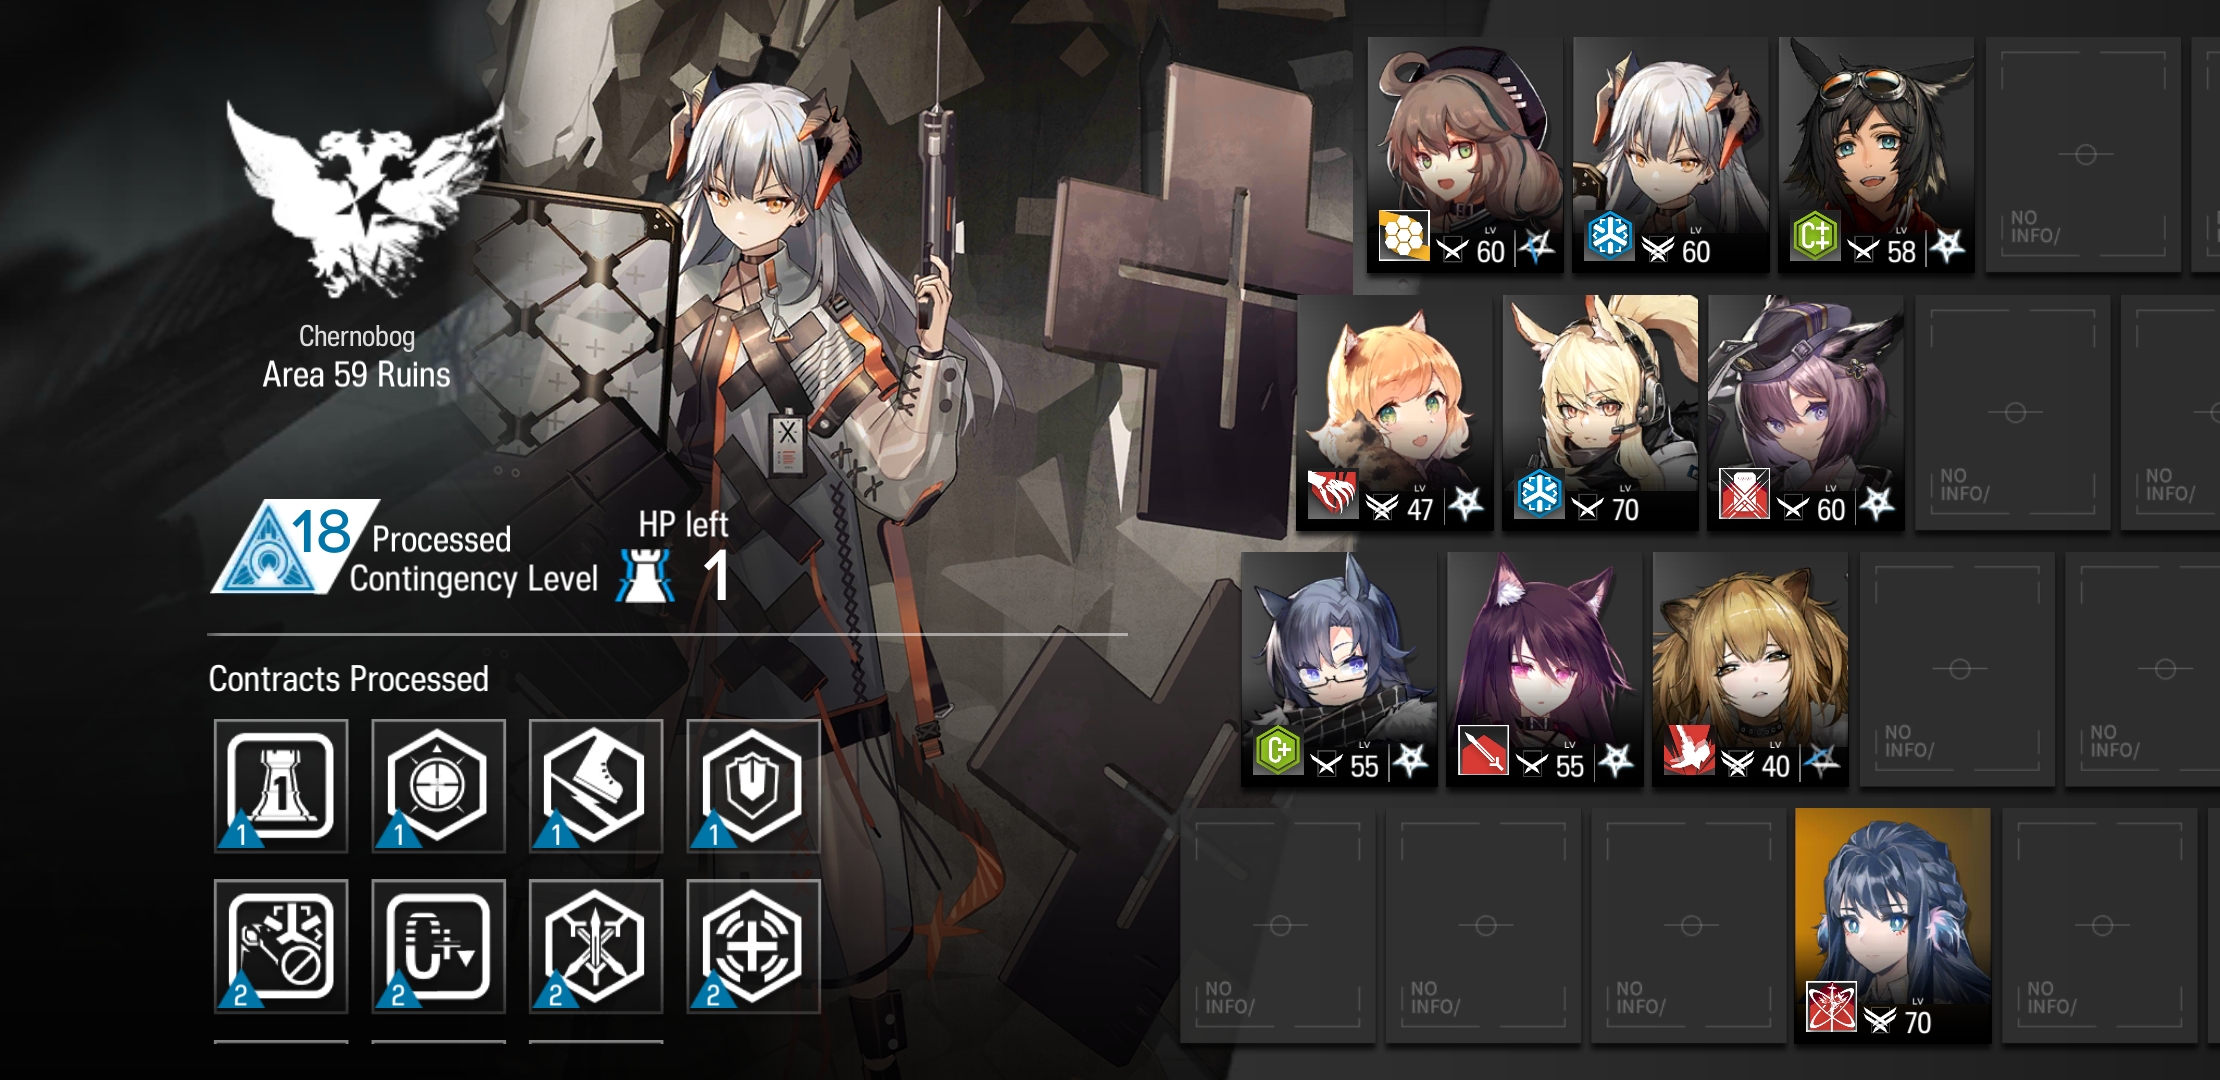 Chernobog
Area 59 Ruins
18
Processed
Contingency Level
HP left
1
Contracts Processed
1
1
1
1
1
2
2
2
2
LV
60
LV
60
LV
58
NO
INFO/
LV
47
LV
70
LV
60
NO
INFO/
NO
INFO/
C+
LV
55
LV
55
LV
40
NO
INFO/
NO
INFO/
NO
INFO/
NO
INFO/
NO
INFO/
LV
70
NO
INFO/